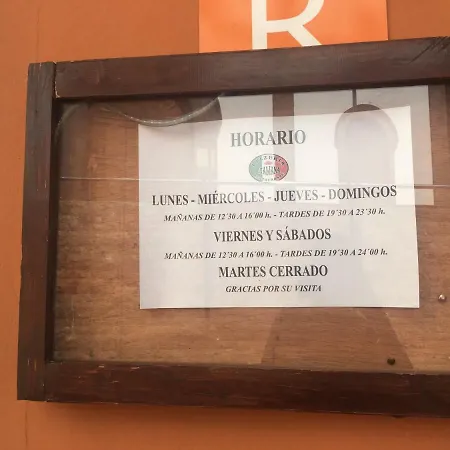 R
HORARIO
LUNES - MIÉRCOLES - JUEVES - DOMINGOS
MAÑANAS DE 12´30 A 16´00 h. - TARDES DE 19´30 A 23´30 h.
VIERNES Y SÁBADOS
MAÑANAS DE 12´30 A 16´00 h. - TARDES DE 19´30 A 24´00 h.
MARTES CERRADO
GRACIAS POR SU VISITA